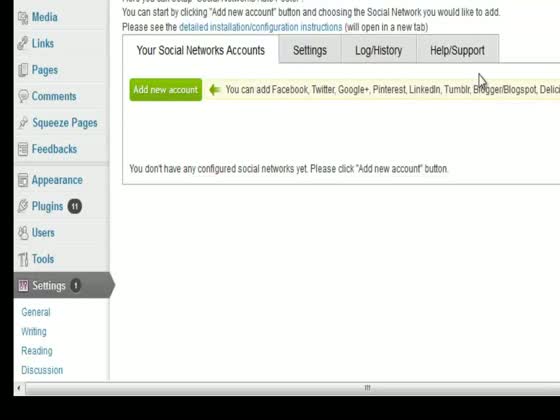 You can start by clicking "Add new account" button and choosing the Social Network you would like to add.
Please see the detailed installation/configuration instructions (will open in a new tab)
Your Social Networks Accounts
Settings
Log/History
Help/Support
Add new account
You can add Facebook, Twitter, Google+, Pinterest, LinkedIn, Tumblr, Blogger/Blogspot, Delici
You don't have any configured social networks yet. Please click "Add new account" button.
Media
Links
Pages
Comments
Squeeze Pages
Feedbacks
Appearance
Plugins 11
Users
Tools
Settings 1
General
Writing
Reading
Discussion